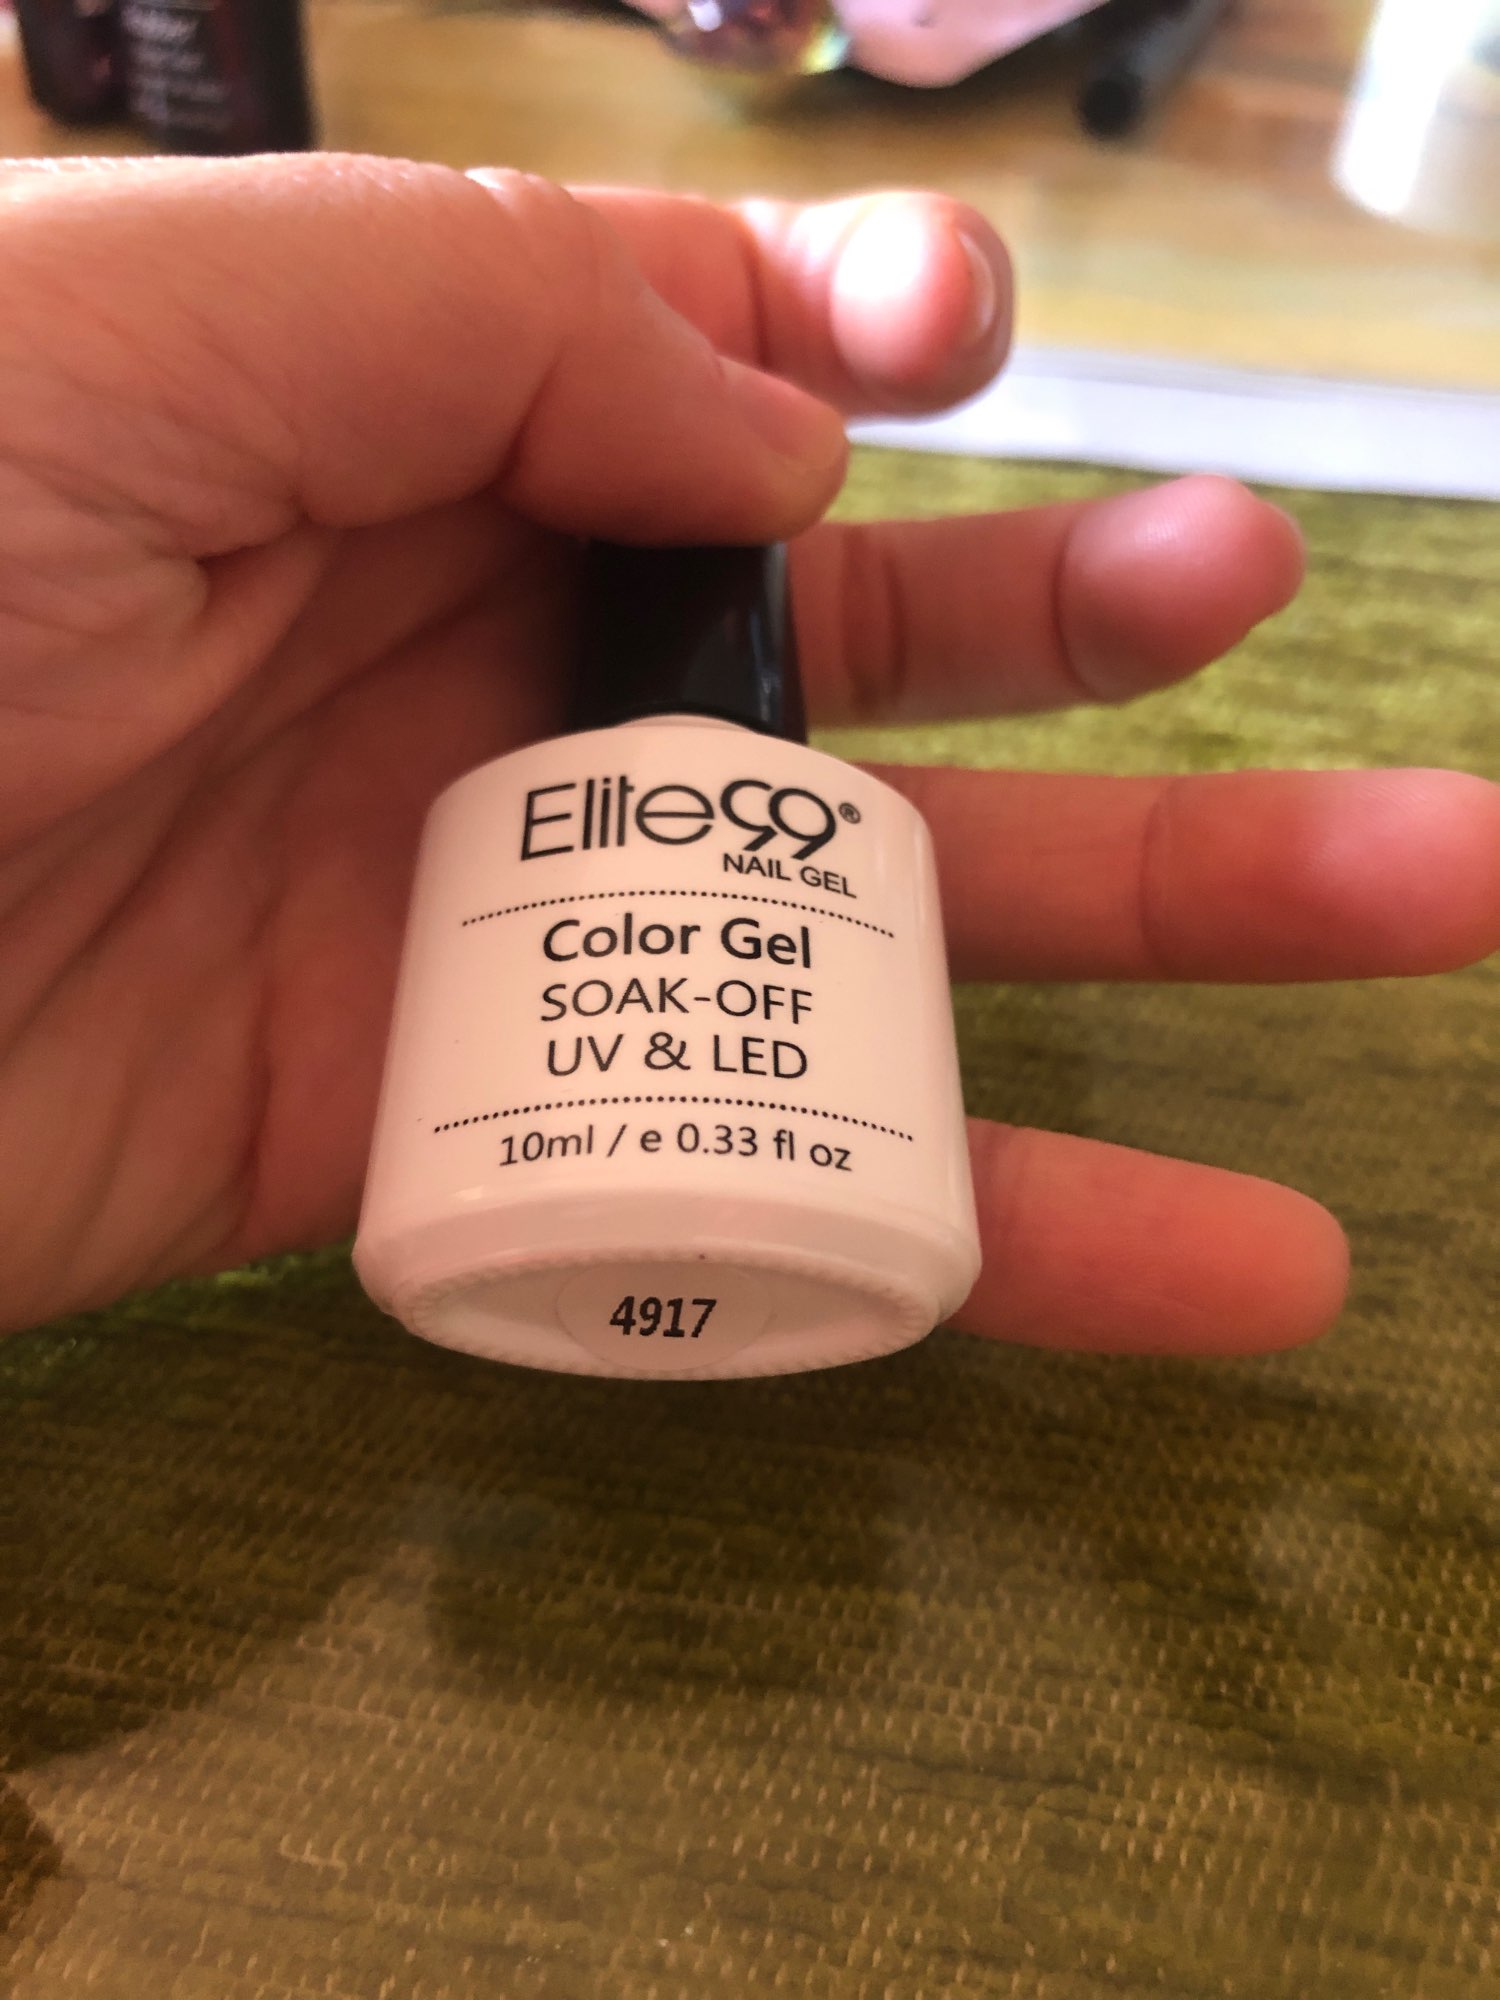 Elite99®
NAIL GEL
Color Gel
SOAK-OFF
UV & LED
10ml / e 0.33 fl oz
4917